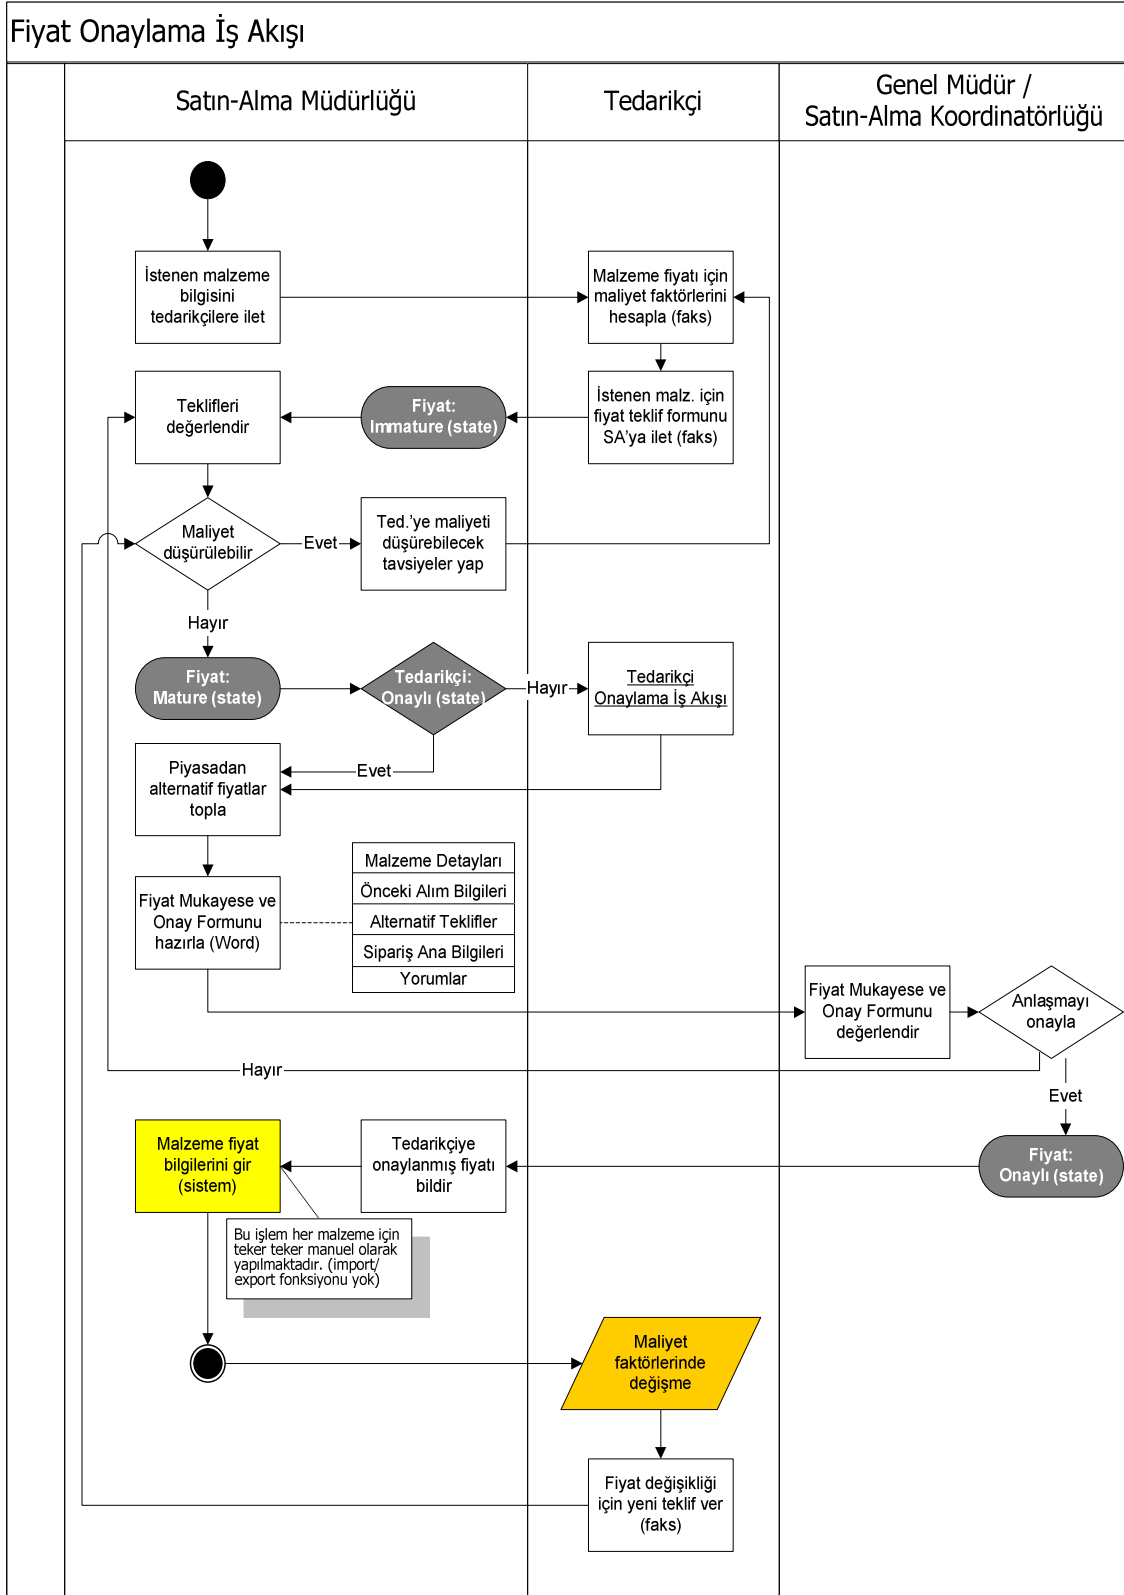 Fiyat Onaylama İş Akışı
Satın-Alma Müdürlüğü
Tedarikçi
Genel Müdür /
Satın-Alma Koordinatörlüğü
İstenen malzeme
bilgisini
tedarikçilere ilet
Malzeme fiyatı için
maliyet faktörlerini
hesapla (faks)
Teklifleri
değerlendir
Fiyat:
Immature (state)
İstenen malz. için
fiyat teklif formunu
SA'ya ilet (faks)
Maliyet
düşürülebilir
Evet
Ted.'ye maliyeti
düşürebilecek
tavsiyeler yap
Hayır
Fiyat:
Mature (state)
Tedarikçi:
Onaylı (state)
Hayır
Tedarikçi
Onaylama İş Akışı
Piyasadan
alternatif fiyatlar
topla
Evet
Fiyat Mukayese ve
Onay Formunu
hazırla (Word)
Malzeme Detayları
Önceki Alım Bilgileri
Alternatif Teklifler
Sipariş Ana Bilgileri
Yorumlar
Fiyat Mukayese ve
Onay Formunu
değerlendir
Anlaşmayı
onayla
Hayır
Evet
Malzeme fiyat
bilgilerini gir
(sistem)
Tedarikçiye
onaylanmış fiyatı
bildir
Fiyat:
Onaylı (state)
Bu işlem her malzeme için
teker teker manuel olarak
yapılmaktadır. (import/
export fonksiyonu yok)
Maliyet
faktörlerinde
değişme
Fiyat değişikliği
için yeni teklif ver
(faks)